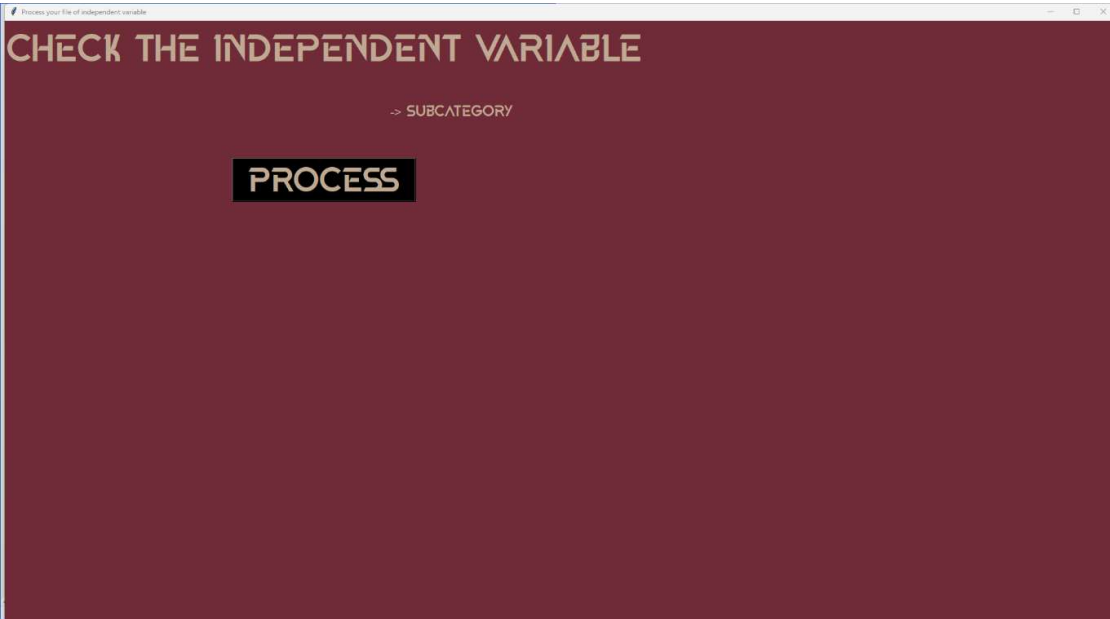 Process your file of independent variable
CHECK THE INDEPENDENT VARIABLE
-> SUBCATEGORY
PROCESS